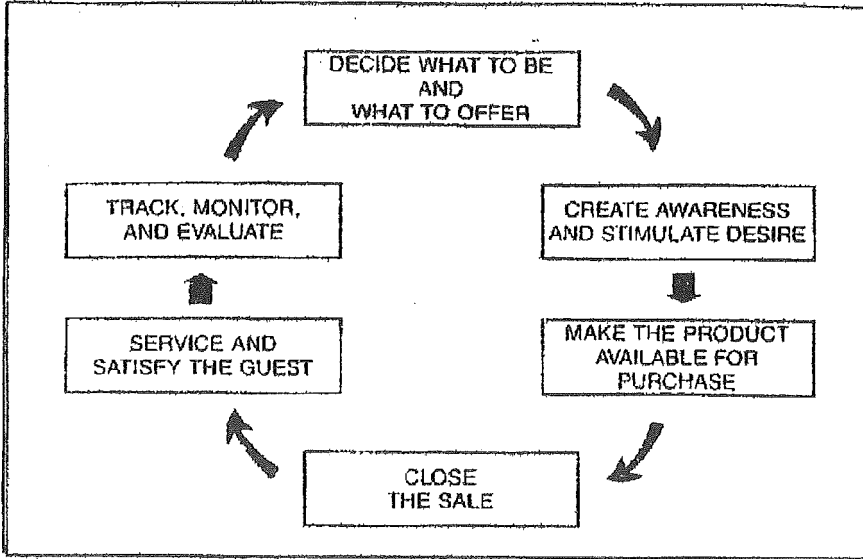 DECIDE WHAT TO BE
AND
WHAT TO OFFER
CREATE AWARENESS
AND STIMULATE DESIRE
MAKE THE PRODUCT
AVAILABLE FOR
PURCHASE
CLOSE
THE SALE
SERVICE AND
SATISFY THE GUEST
TRACK, MONITOR,
AND EVALUATE